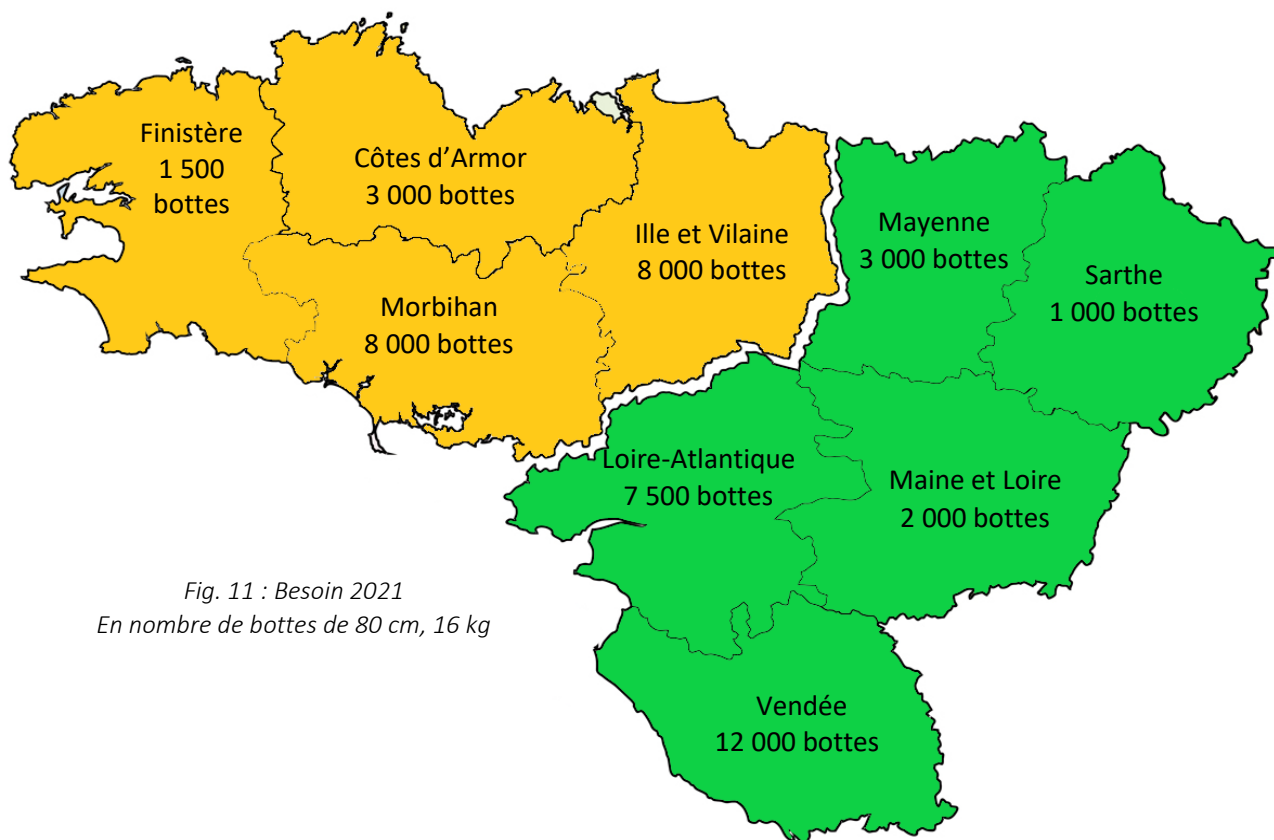 Finistère
1 500
bottes
Côtes d’Armor
3 000 bottes
Ille et Vilaine
8 000 bottes
Morbihan
8 000 bottes
Mayenne
3 000 bottes
Sarthe
1 000 bottes
Loire-Atlantique
7 500 bottes
Maine et Loire
2 000 bottes
Vendée
12 000 bottes
Fig. 11 : Besoin 2021
En nombre de bottes de 80 cm, 16 kg